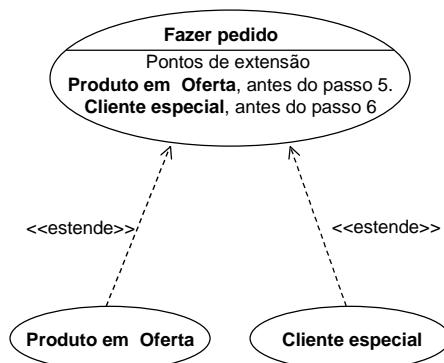 Fazer pedido
Pontos de extensão
Produto em Oferta, antes do passo 5.
Cliente especial, antes do passo 6
<<estende>>
<<estende>>
Produto em Oferta
Cliente especial